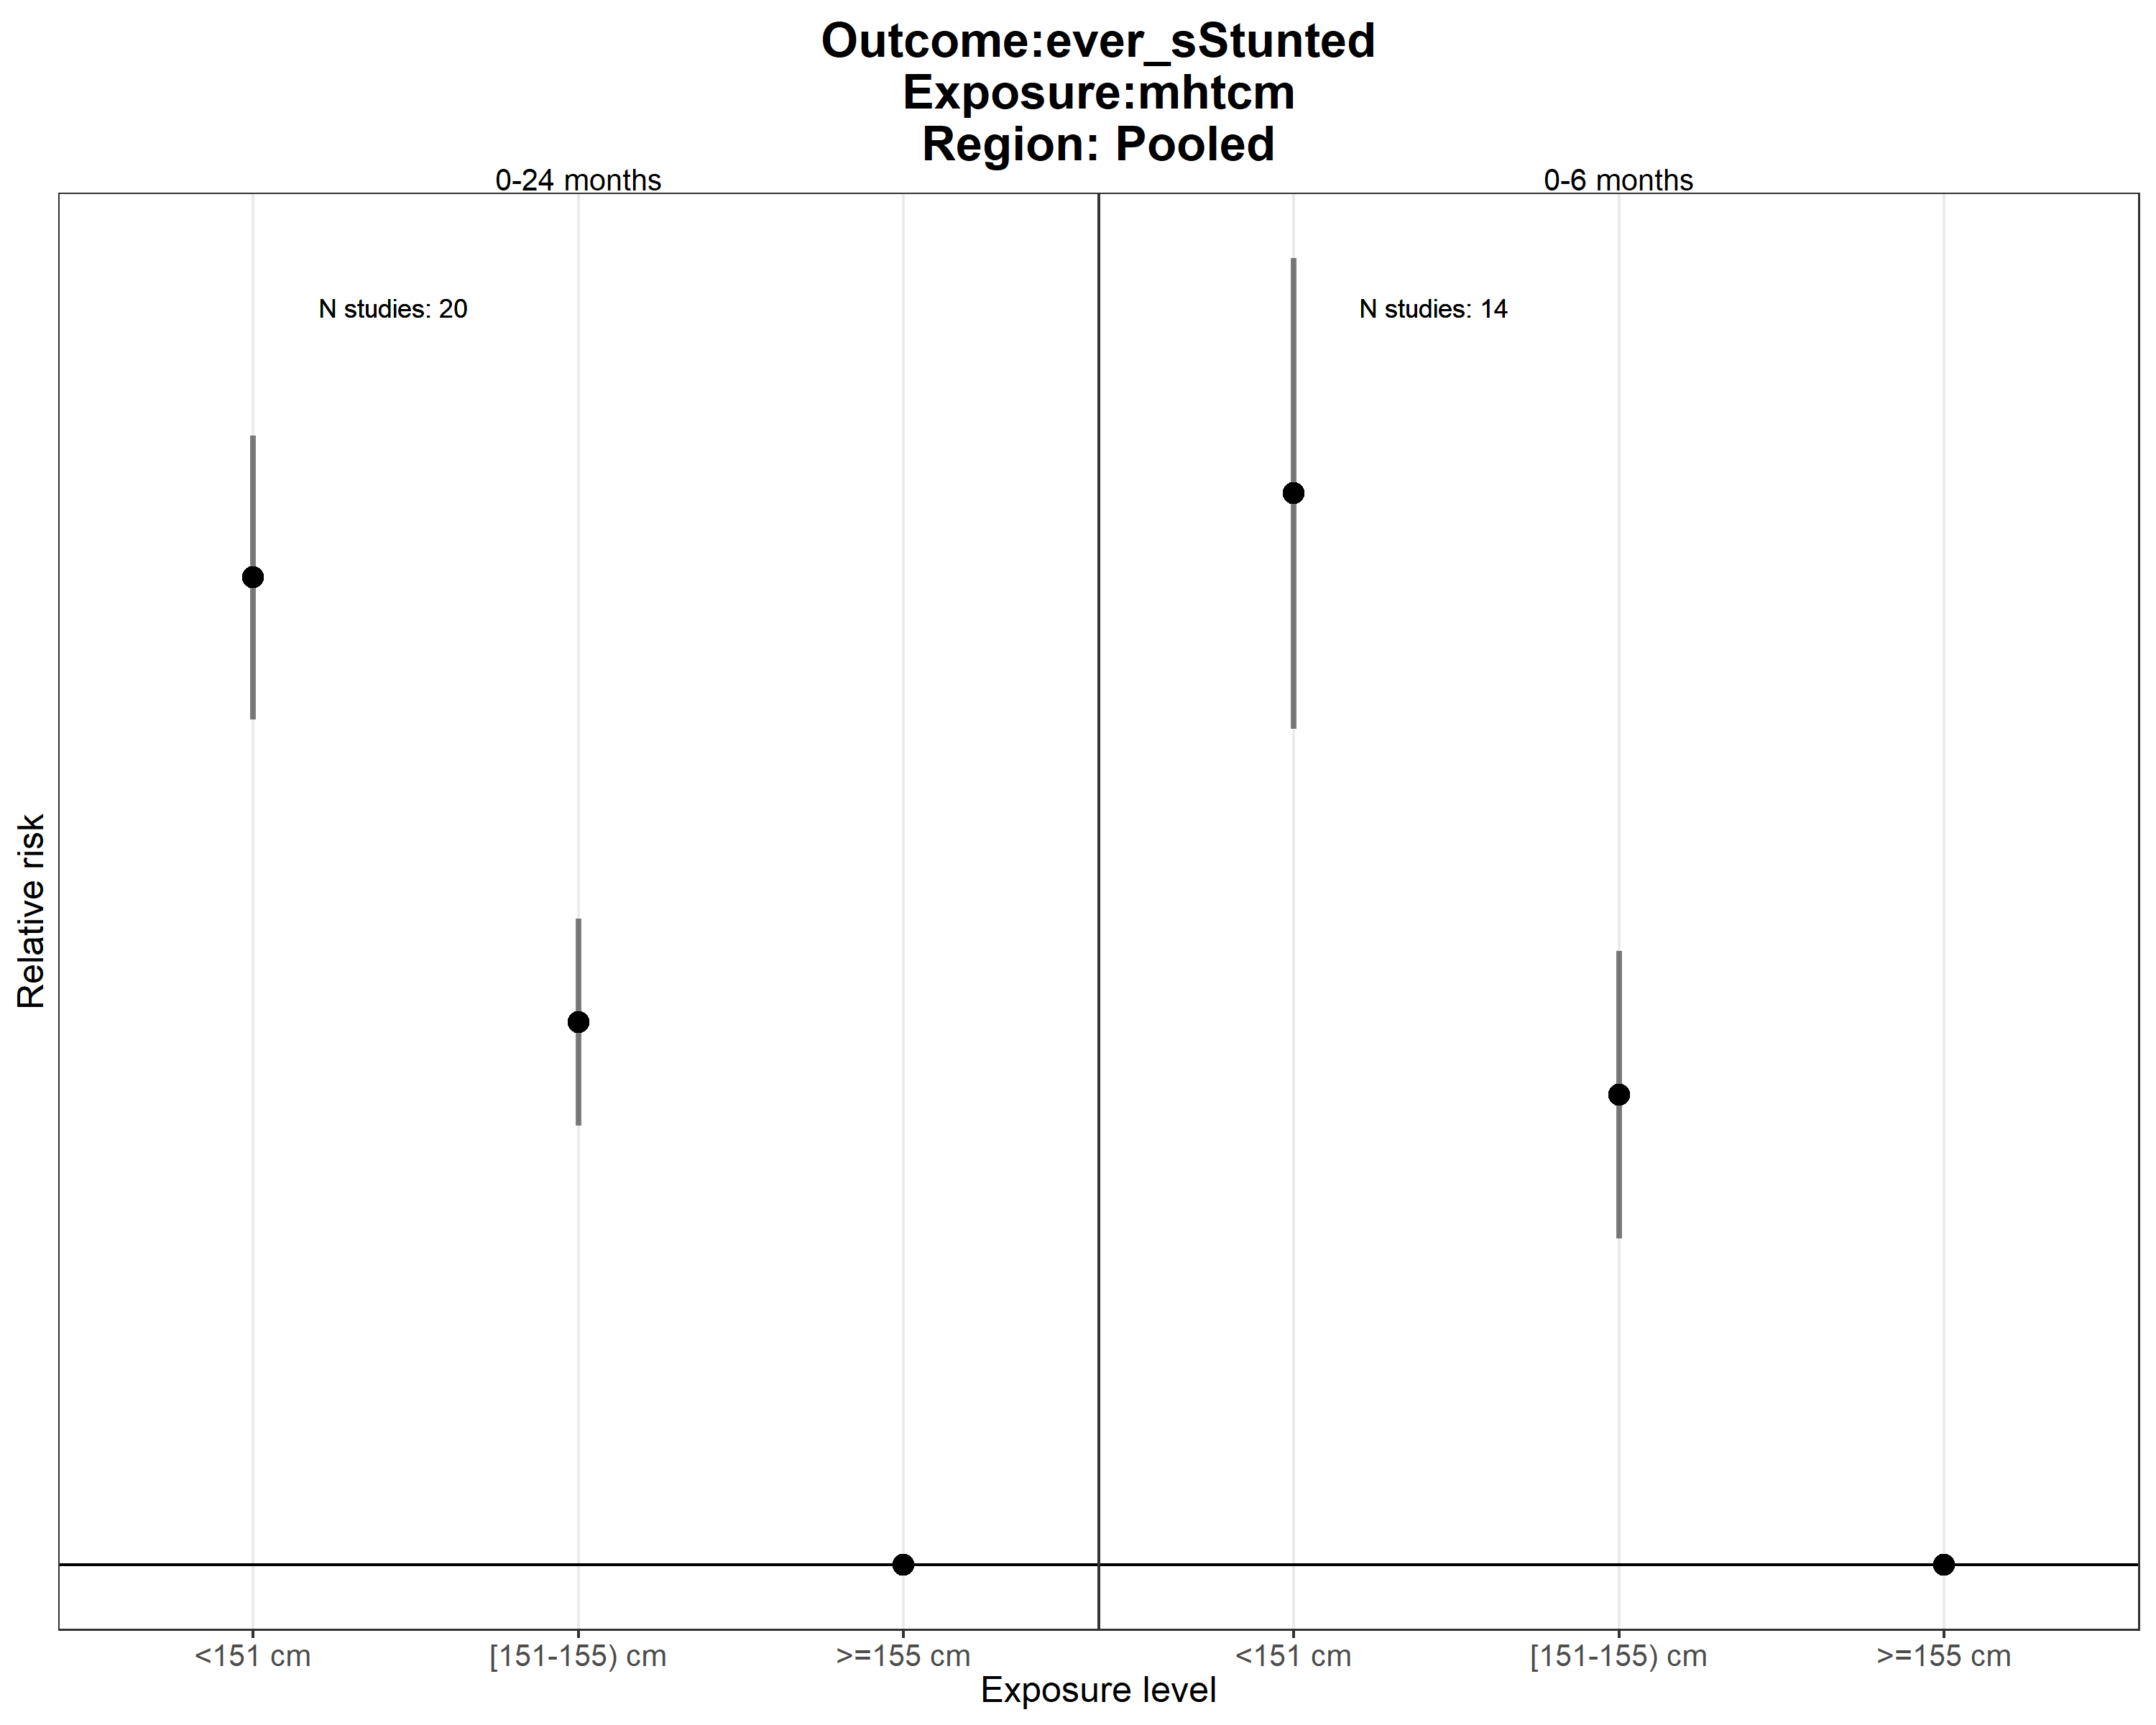 Outcome:ever_sStunted
Exposure:mhtcm
Region: Pooled
0-24 months
0-6 months
N studies: 20
N studies: 14
Relative risk
<151 cm
[151-155) cm
>=155 cm
<151 cm
[151-155) cm
>=155 cm
Exposure level